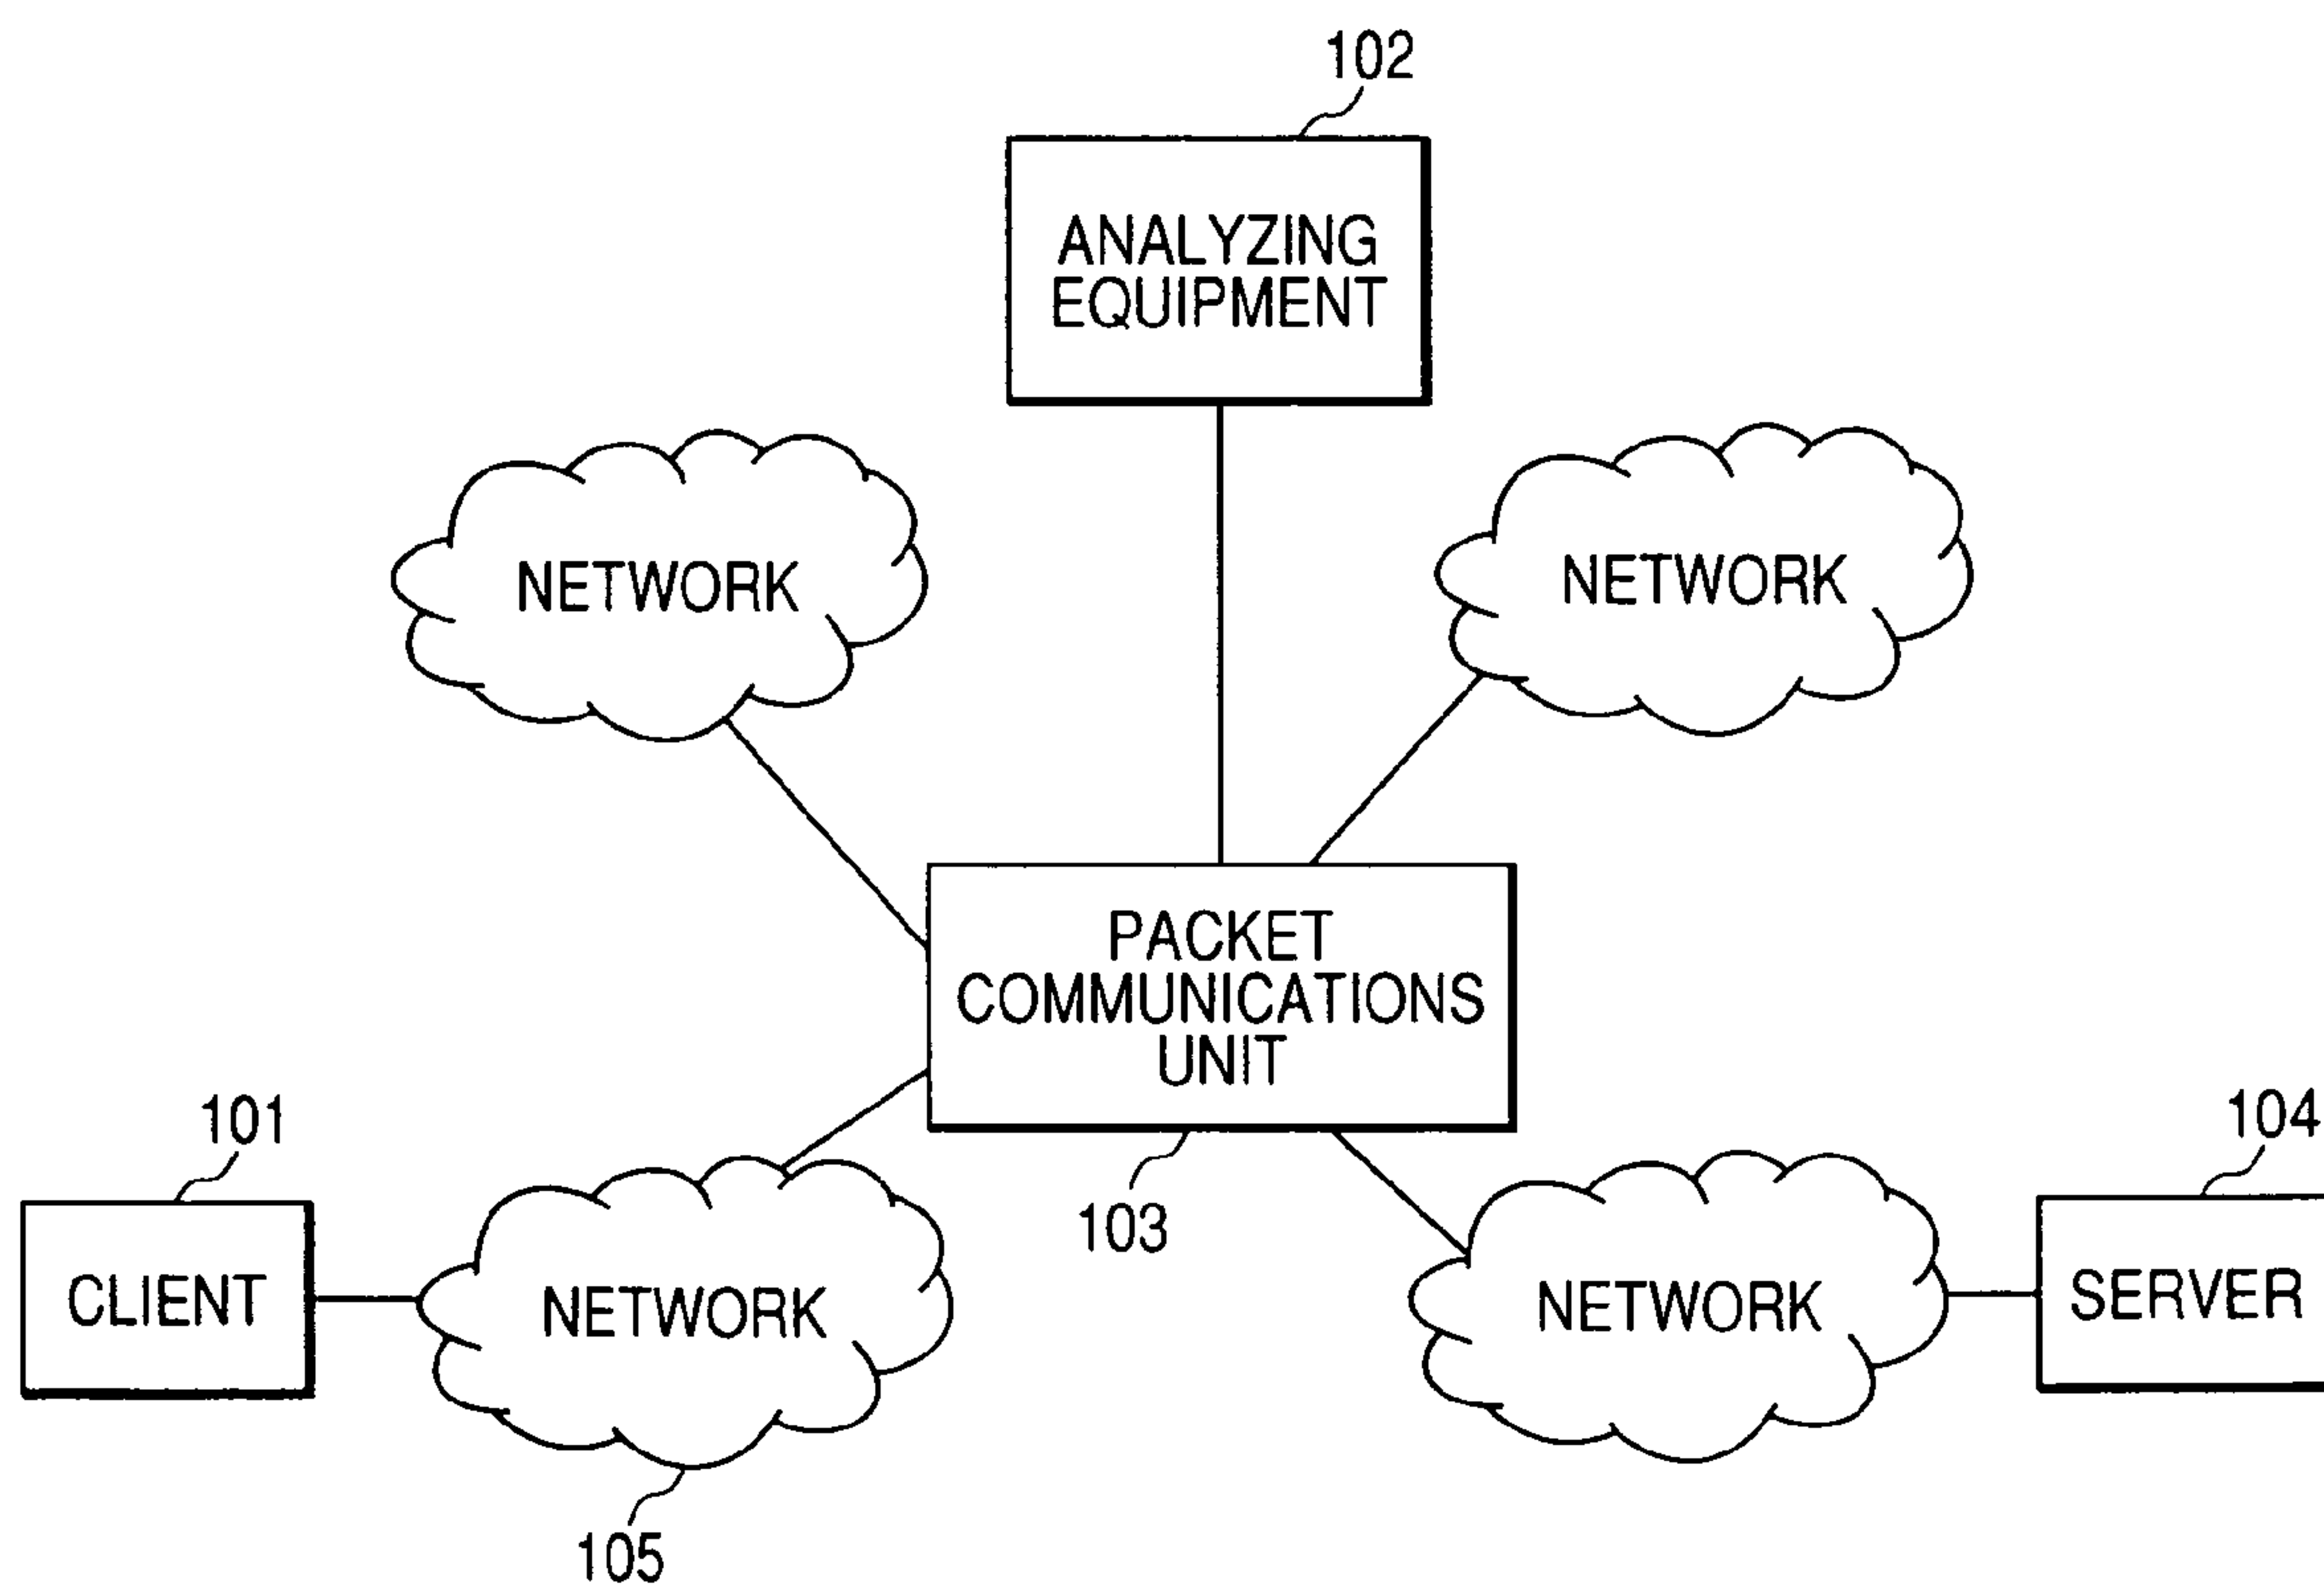 102
ANALYZING
EQUIPMENT
NETWORK
NETWORK
PACKET
COMMUNICATIONS
UNIT
101
104
103
CLIENT
NETWORK
NETWORK
SERVER
105